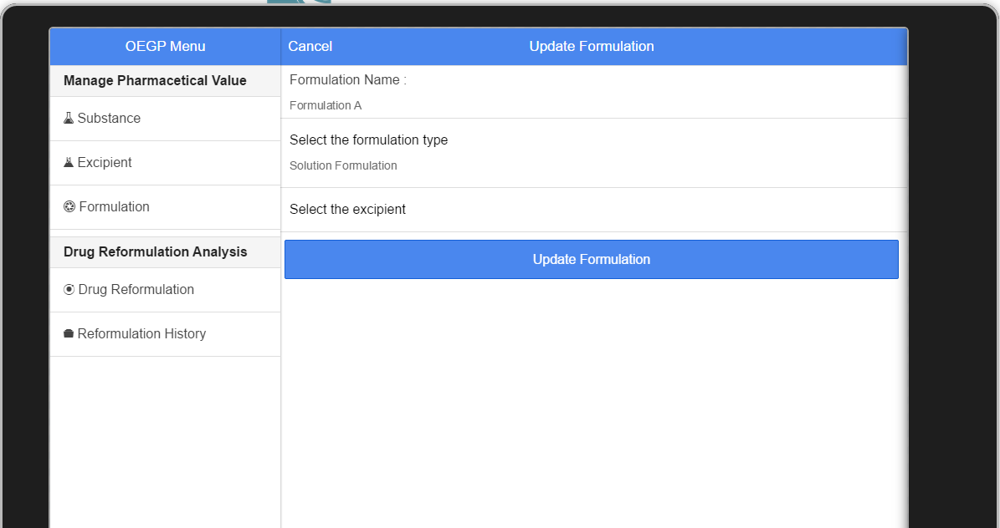 OEGP Menu
Cancel
Update Formulation
Manage Pharmacetical Value
Substance
Excipient
Formulation
Drug Reformulation Analysis
Drug Reformulation
Reformulation History
Formulation Name :
Formulation A
Select the formulation type
Solution Formulation
Select the excipient
Update Formulation